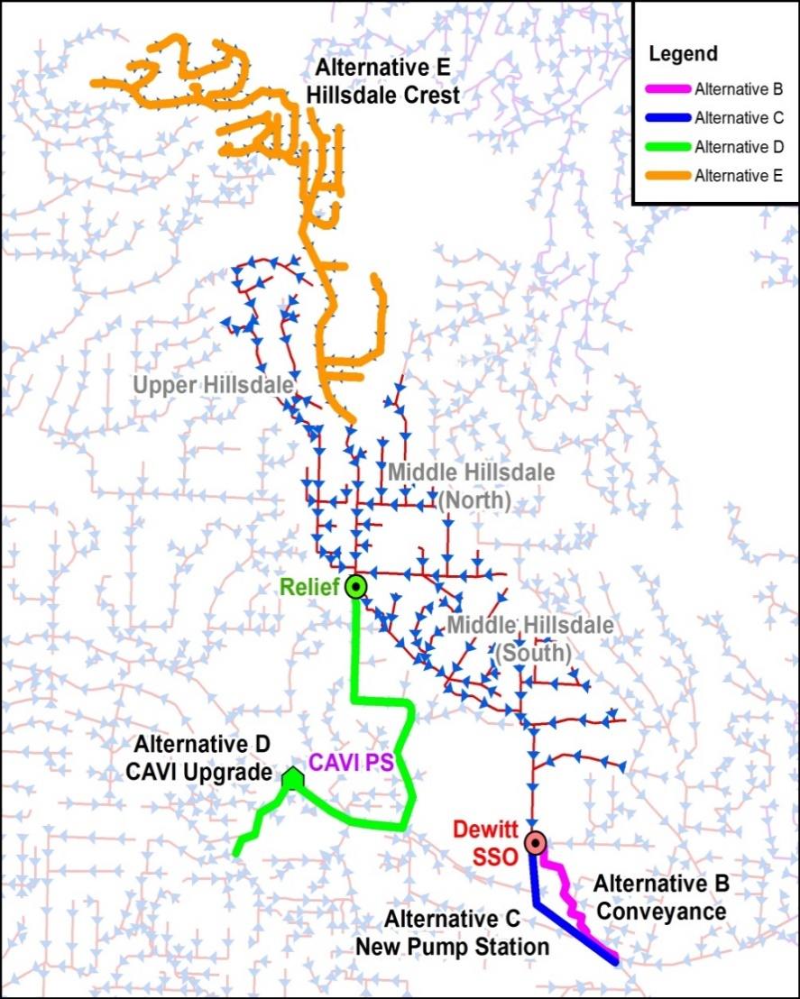 Alternative E
Hillsdale Crest
Legend
Alternative B
Alternative C
Alternative D
Alternative E
Upper Hillsdale
Middle Hillsdale
(North)
Relief
Middle Hillsdale
(South)
Alternative D
CAVI Upgrade
CAVI PS
Dewitt
SSO
Alternative B
Conveyance
Alternative C
New Pump Station